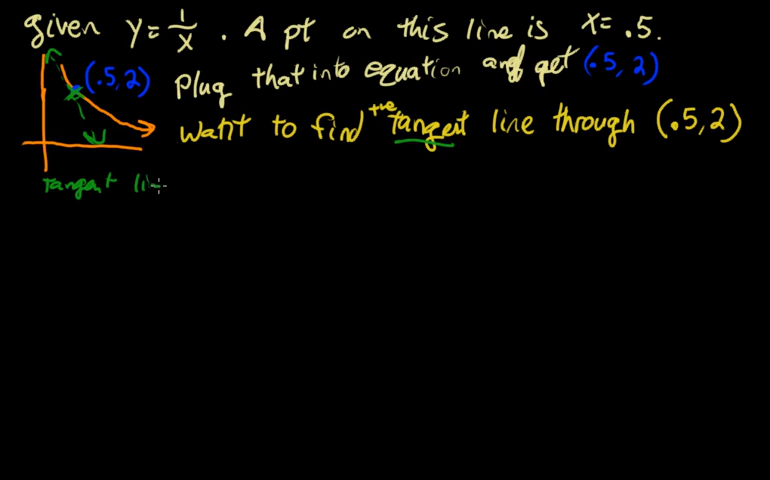 given y = 1/x . A pt on this line is x = .5.
(.5, 2) plug that into equation and get (.5, 2)
want to find the tangent line through (.5, 2)
tangent lin